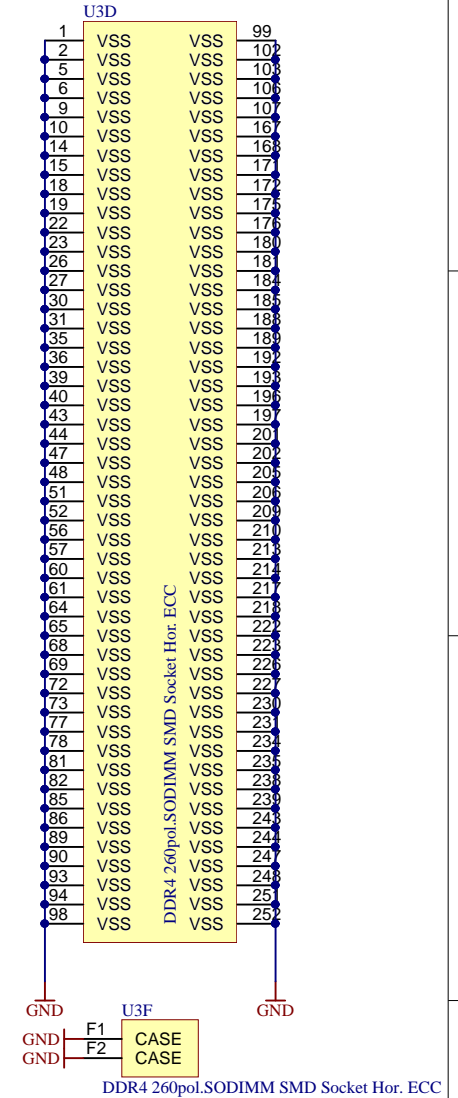 U3D
1 VSS VSS 99
2 VSS VSS 102
5 VSS VSS 103
6 VSS VSS 106
9 VSS VSS 107
10 VSS VSS 167
14 VSS VSS 168
15 VSS VSS 171
18 VSS VSS 172
19 VSS VSS 175
22 VSS VSS 176
23 VSS VSS 180
26 VSS VSS 181
27 VSS VSS 184
30 VSS VSS 185
31 VSS VSS 188
35 VSS VSS 189
36 VSS VSS 192
39 VSS VSS 193
40 VSS VSS 196
43 VSS VSS 197
44 VSS VSS 201
47 VSS VSS 202
48 VSS VSS 205
51 VSS VSS 206
52 VSS VSS 209
56 VSS VSS 210
57 VSS VSS 213
60 VSS VSS 214
61 VSS VSS 217
64 VSS VSS 218
65 VSS VSS 222
68 VSS VSS 223
69 VSS VSS 226
72 VSS VSS 227
73 VSS VSS 230
77 VSS VSS 231
78 VSS VSS 234
81 VSS VSS 235
82 VSS VSS 238
85 VSS VSS 239
86 VSS VSS 243
89 VSS VSS 244
90 VSS VSS 247
93 VSS VSS 248
94 VSS VSS 251
98 VSS VSS 252
DDR4 260pol.SODIMM SMD Socket Hor. ECC
GND GND
U3F
GND F1 CASE
GND F2 CASE
DDR4 260pol.SODIMM SMD Socket Hor. ECC